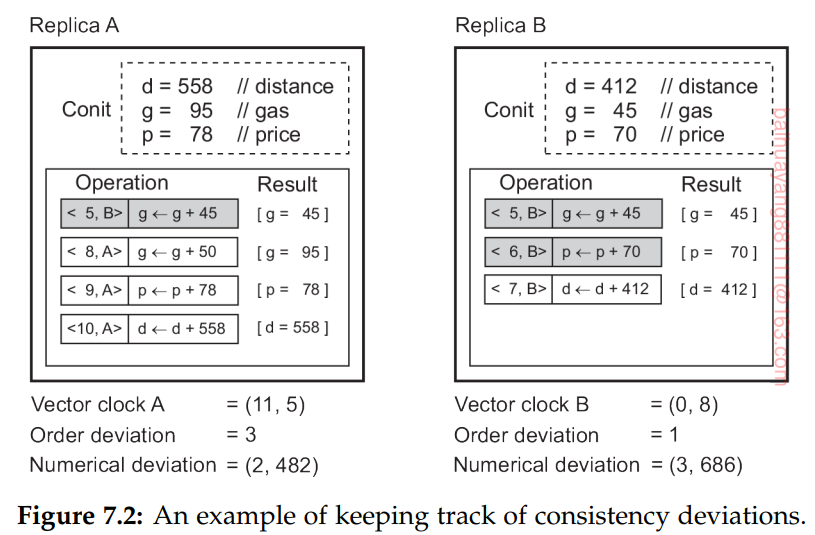 Replica A
Conit
d = 558 // distance
g = 95 // gas
p = 78 // price
Operation Result
< 5, B> g ← g + 45 [ g = 45 ]
< 8, A> g ← g + 50 [ g = 95 ]
< 9, A> p ← p + 78 [ p = 78 ]
<10, A> d ← d + 558 [ d = 558 ]
Vector clock A = (11, 5)
Order deviation = 3
Numerical deviation = (2, 482)
Replica B
Conit
d = 412 // distance
g = 45 // gas
p = 70 // price
Operation Result
< 5, B> g ← g + 45 [ g = 45 ]
< 6, B> p ← p + 70 [ p = 70 ]
< 7, B> d ← d + 412 [ d = 412 ]
Vector clock B = (0, 8)
Order deviation = 1
Numerical deviation = (3, 686)
Figure 7.2: An example of keeping track of consistency deviations.